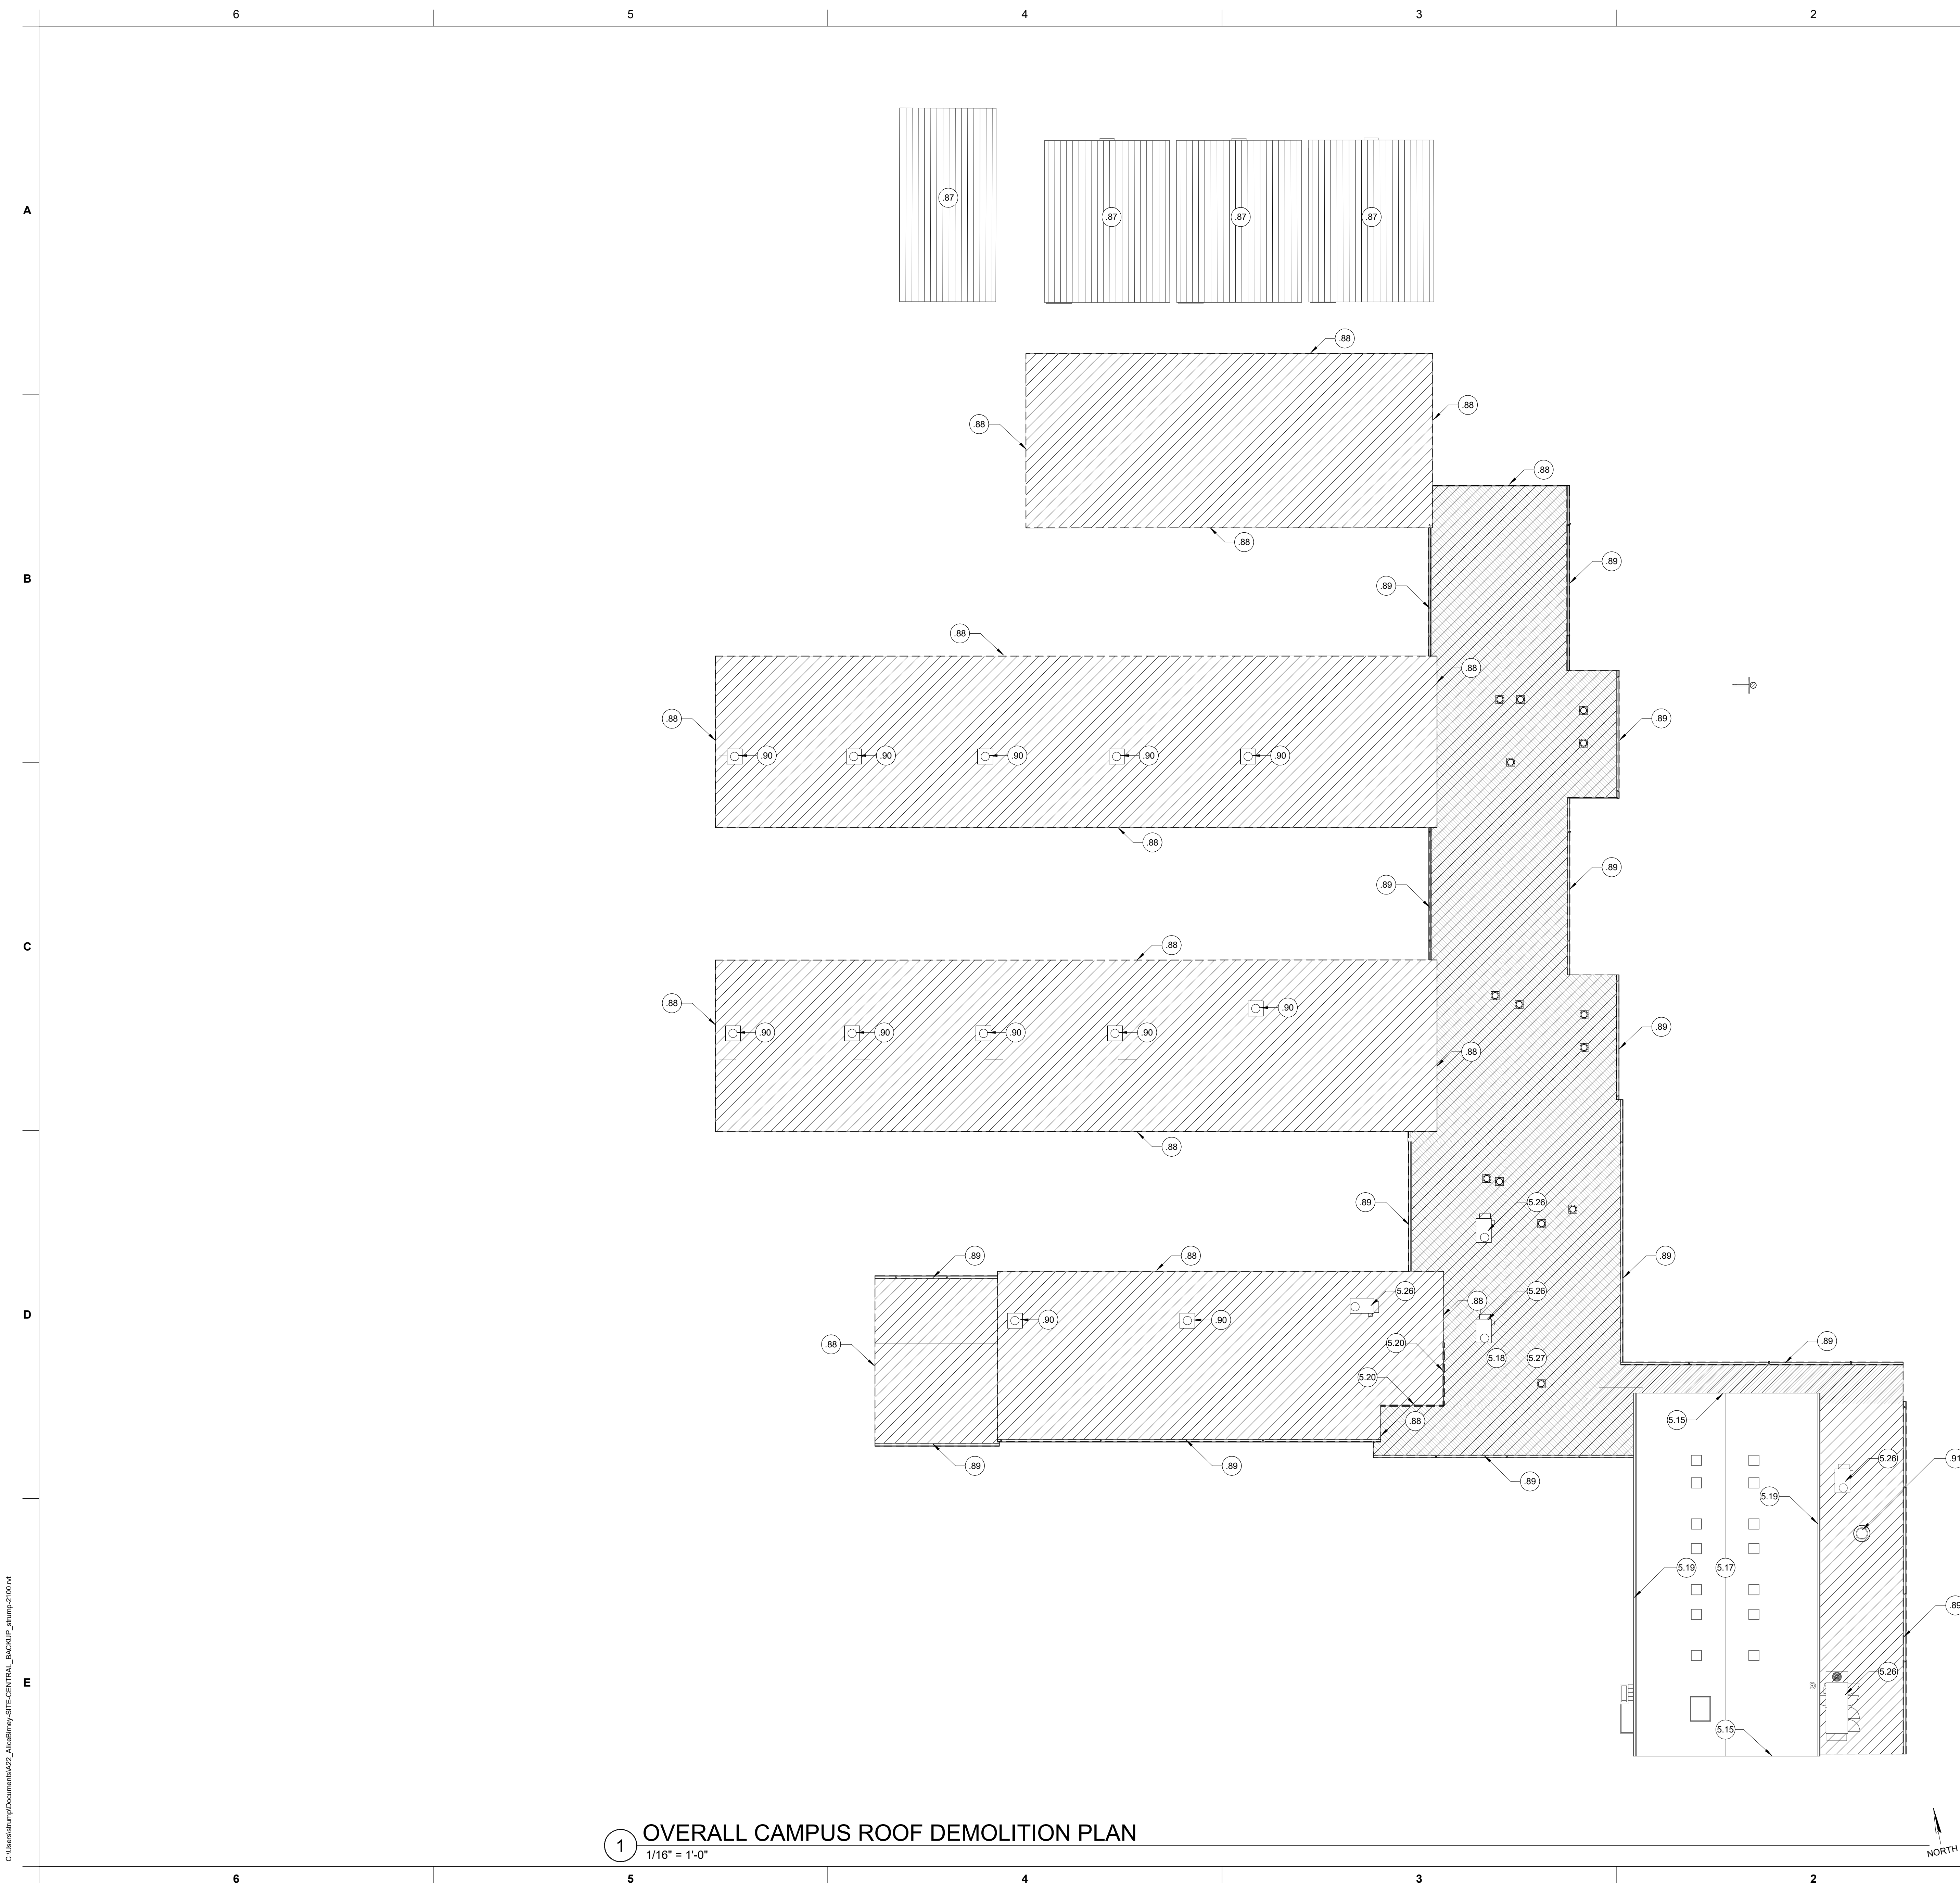 6 5 4 3 2
A
.87
.87 .87 .87
.88
.88
.88
.88
.88
B
.89
.89
.88
.88
.88 .89
.90 .90 .90 .90 .90
.88
.89
.89
C
.88
.88
.90
.89
.90 .90 .90 .90
.88
.88
.89 5.26
.89 .88 .89
5.26 5.26
.88
D
.90 .90
.88 5.20 .89
5.18 5.27
5.20
.88 5.15
5.26 .91
.89 .89
.89
5.19
5.19 5.17
.89
5.26
E
5.15
1 OVERALL CAMPUS ROOF DEMOLITION PLAN
1/16" = 1'-0"
NORTH
6 5 4 3 2
C:\Users\strump\Documents\A22_AliceBirney-SITE-CENTRAL_BACKUP_strump-2100.rvt